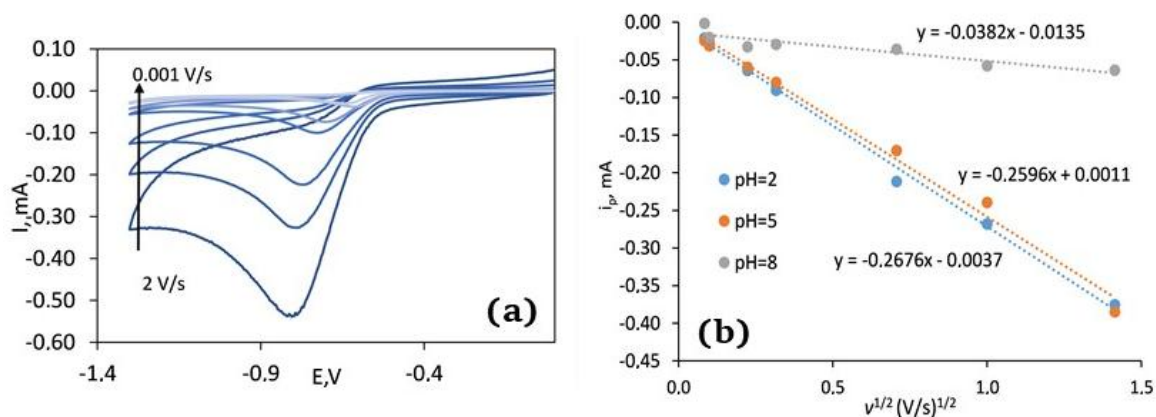 0.10
0.00
-0.10
-0.20
-0.30
-0.40
-0.50
-0.60
I, mA
0.001 V/s
2 V/s
(a)
-1.4
-0.9
-0.4
E,V
0.00
-0.05
-0.10
-0.15
-0.20
-0.25
-0.30
-0.35
-0.40
-0.45
ip, mA
y = -0.0382x - 0.0135
y = -0.2596x + 0.0011
pH=2
pH=5
pH=8
y = -0.2676x - 0.0037
(b)
0.0
0.5
1.0
1.5
v^1/2 (V/s)^1/2